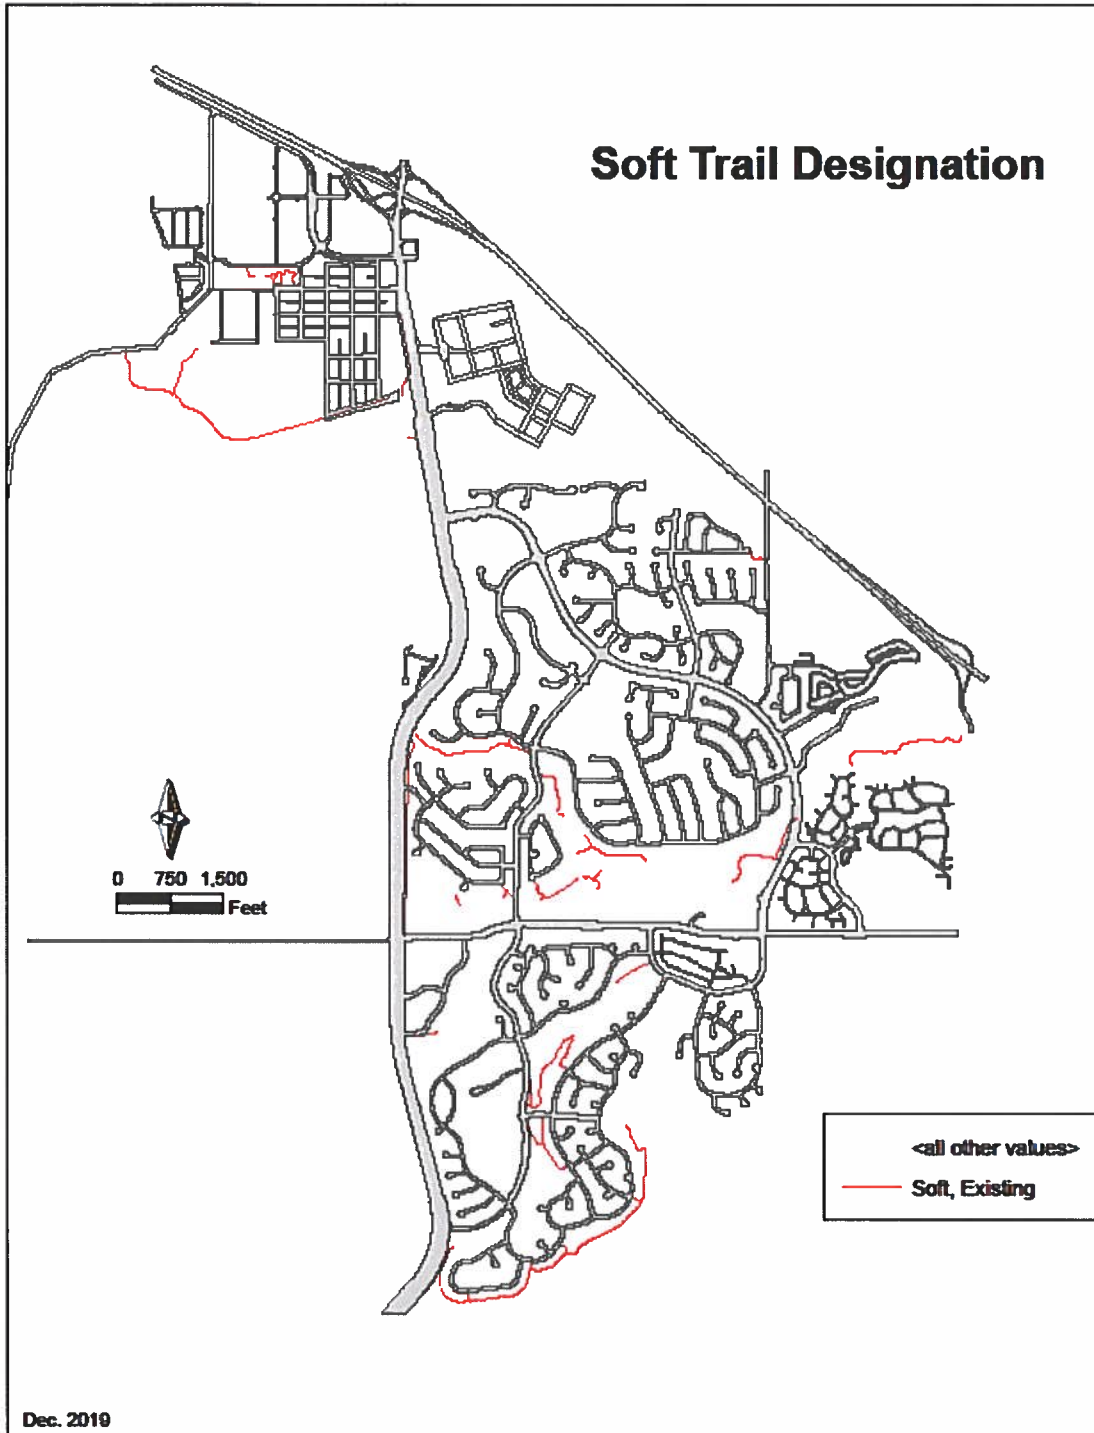 Soft Trail Designation
0 750 1,500
Feet
<all other values>
Soft, Existing
Dec. 2019